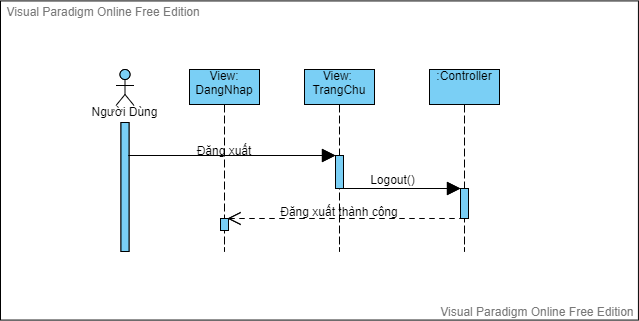 Visual Paradigm Online Free Edition
View:
DangNhap
View:
TrangChu
:Controller
Người Dùng
Đăng xuất
Logout()
Đăng xuất thành công
Visual Paradigm Online Free Edition